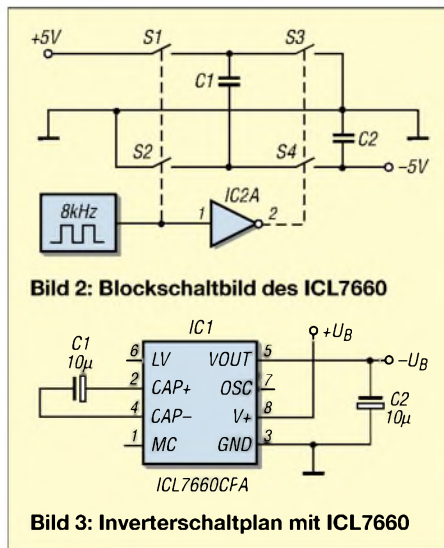 +5V S1 S3
C1
S2 S4 C2
-5V
IC2A
8kHz 1 2
Bild 2: Blockschaltbild des ICL7660
IC1
+UB
C1 6 LV VOUT 5 -UB
10µ 2 CAP+ OSC 7
4 CAP- V+ 8 C2
1 MC GND 3 10µ
ICL7660CPA
Bild 3: Inverterschaltplan mit ICL7660